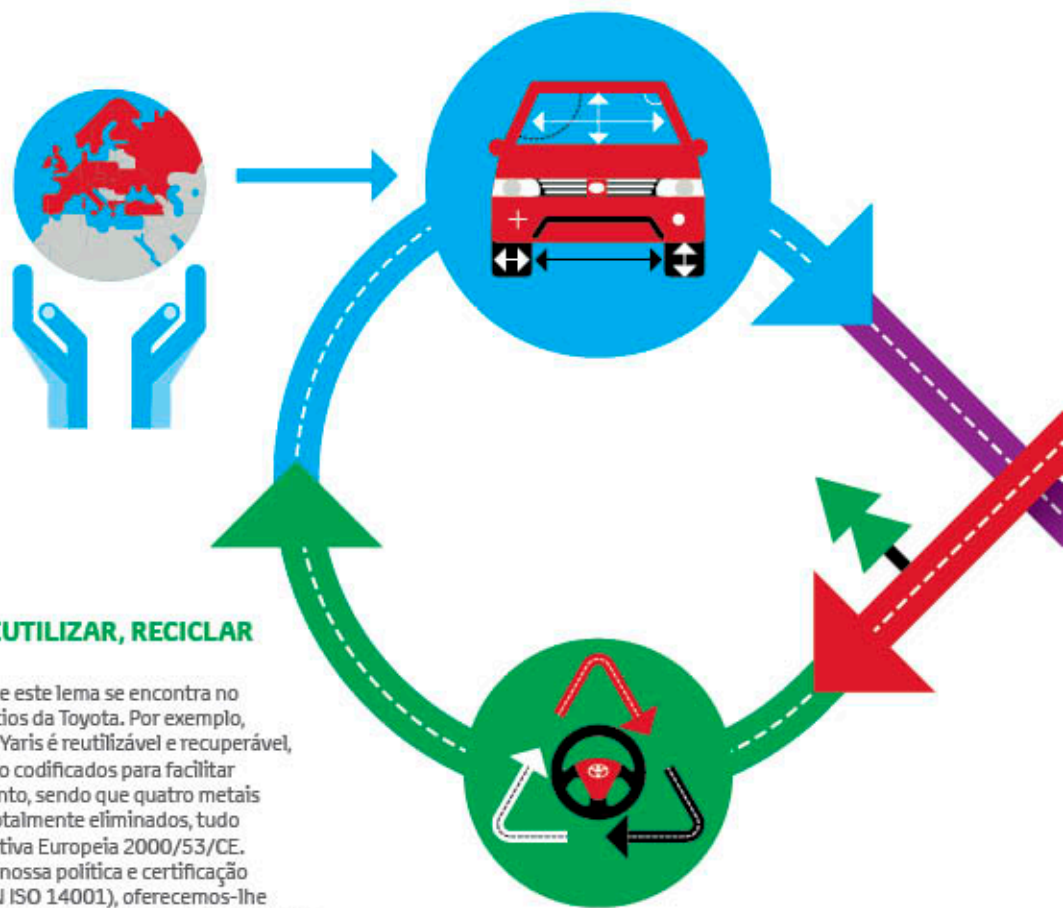 EUTILIZAR, RECICLAR
e este lema se encontra no
cios da Toyota. Por exemplo,
Yaris é reutilizável e recuperável,
o codificados para facilitar
nto, sendo que quatro metais
otalmente eliminados, tudo
tiva Europeia 2000/53/CE.
nossa política e certificação
N ISO 14001), oferecemos-lhe